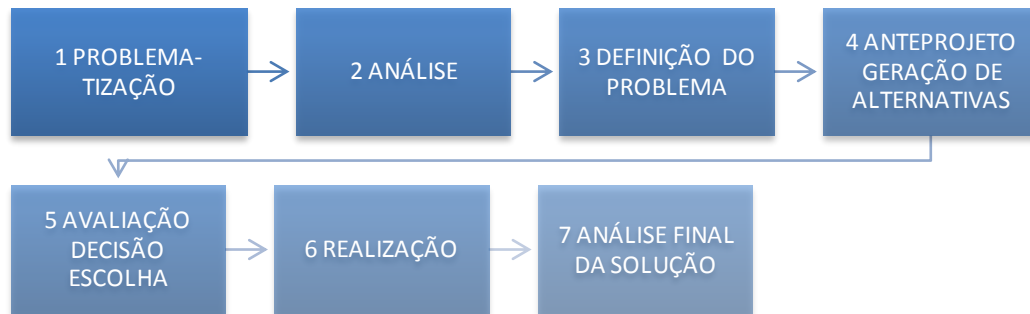 1 PROBLEMA-
TIZAÇÃO
2 ANÁLISE
3 DEFINIÇÃO DO
PROBLEMA
4 ANTEPROJETO
GERAÇÃO DE
ALTERNATIVAS
5 AVALIAÇÃO
DECISÃO
ESCOLHA
6 REALIZAÇÃO
7 ANÁLISE FINAL
DA SOLUÇÃO